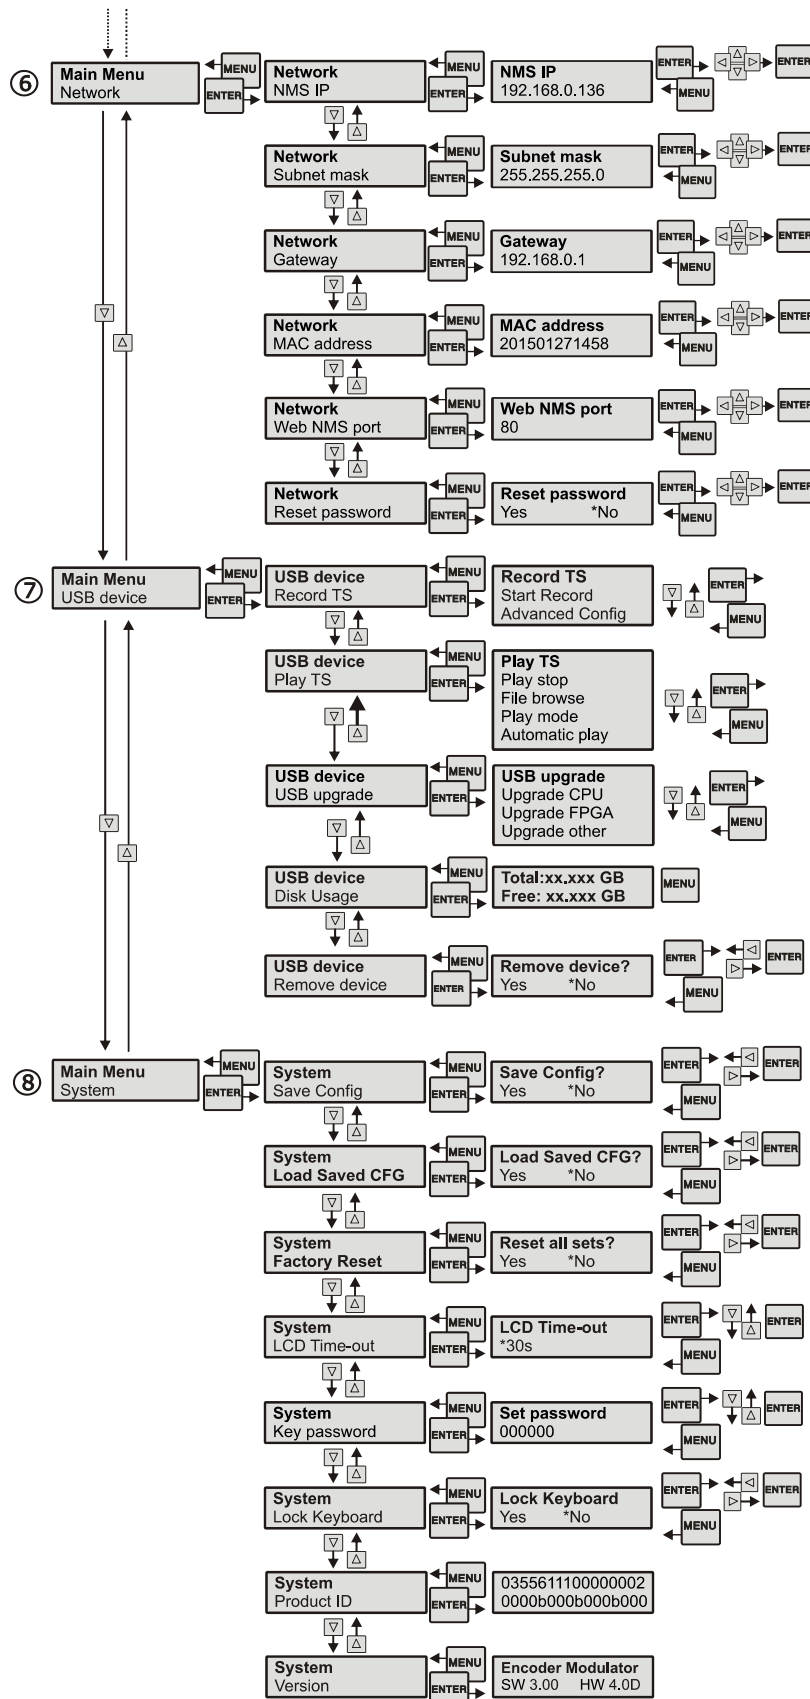 ⑥
Main Menu
Network
MENU
ENTER
Network
NMS IP
MENU
ENTER
NMS IP
192.168.0.136
ENTER
MENU
ENTER
Network
Subnet mask
MENU
ENTER
Subnet mask
255.255.255.0
ENTER
MENU
ENTER
Network
Gateway
MENU
ENTER
Gateway
192.168.0.1
ENTER
MENU
ENTER
Network
MAC address
MENU
ENTER
MAC address
201501271458
ENTER
MENU
ENTER
Network
Web NMS port
MENU
ENTER
Web NMS port
80
ENTER
MENU
ENTER
Network
Reset password
MENU
ENTER
Reset password
Yes *No
ENTER
MENU
ENTER
⑦
Main Menu
USB device
MENU
ENTER
USB device
Record TS
MENU
ENTER
Record TS
Start Record
Advanced Config
ENTER
MENU
USB device
Play TS
MENU
ENTER
Play TS
Play stop
File browse
Play mode
Automatic play
ENTER
MENU
USB device
USB upgrade
MENU
ENTER
USB upgrade
Upgrade CPU
Upgrade FPGA
Upgrade other
ENTER
MENU
USB device
Disk Usage
MENU
ENTER
Total:xx.xxx GB
Free: xx.xxx GB
MENU
USB device
Remove device
MENU
ENTER
Remove device?
Yes *No
ENTER
MENU
ENTER
⑧
Main Menu
System
MENU
ENTER
System
Save Config
MENU
ENTER
Save Config?
Yes *No
ENTER
MENU
ENTER
System
Load Saved CFG
MENU
ENTER
Load Saved CFG?
Yes *No
ENTER
MENU
ENTER
System
Factory Reset
MENU
ENTER
Reset all sets?
Yes *No
ENTER
MENU
ENTER
System
LCD Time-out
MENU
ENTER
LCD Time-out
*30s
ENTER
MENU
ENTER
System
Key password
MENU
ENTER
Set password
000000
ENTER
MENU
ENTER
System
Lock Keyboard
MENU
ENTER
Lock Keyboard
Yes *No
ENTER
MENU
ENTER
System
Product ID
MENU
ENTER
0355611100000002
0000b000b000b000
System
Version
MENU
ENTER
Encoder Modulator
SW 3.00 HW 4.0D